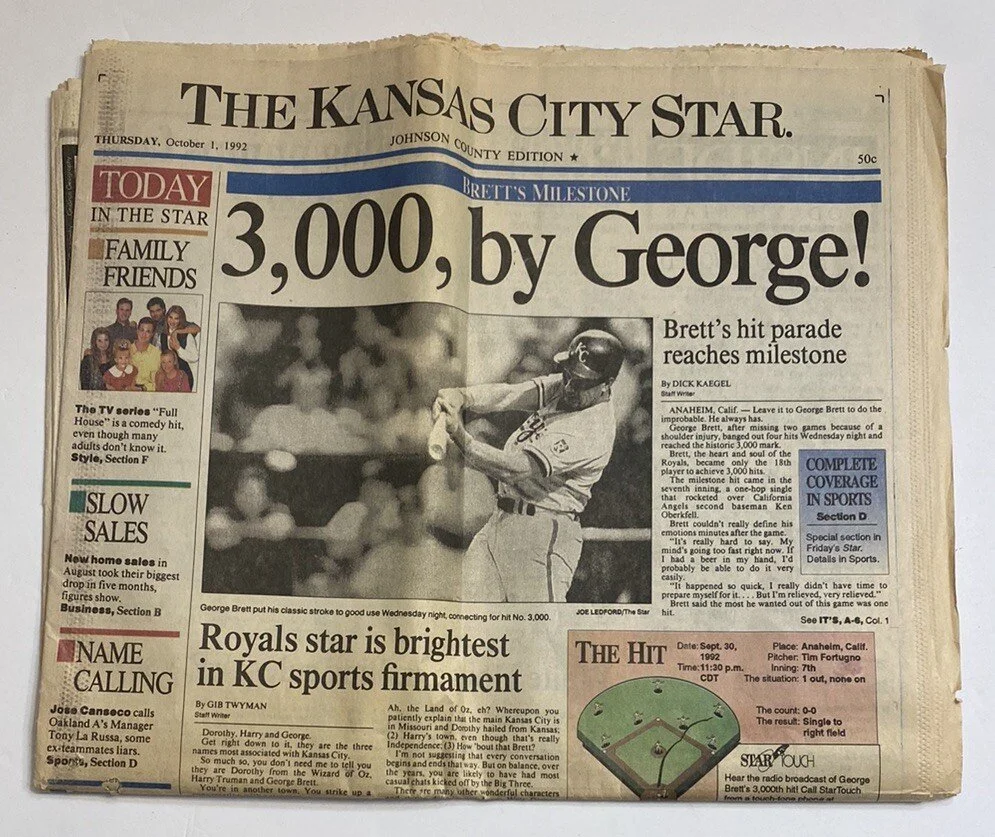 THE KANSAS CITY STAR.
THURSDAY, October 1, 1992
JOHNSON COUNTY EDITION ★
50c
TODAY
IN THE STAR
FAMILY
FRIENDS
The TV series "Full
House" is a comedy hit,
even though many
adults don't know it.
Style, Section F
SLOW
SALES
New home sales in
August took their biggest
drop in five months,
figures show.
Business, Section B
NAME
CALLING
Jose Canseco calls
Oakland A's Manager
Tony La Russa, some
ex-teammates liars.
Sports, Section D
BRETT'S MILESTONE
3,000, by George!
George Brett put his classic stroke to good use Wednesday night, connecting for hit No. 3,000.
JOE LEDFORD/The Star
Brett's hit parade
reaches milestone
By DICK KAEGEL
Staff Writer
ANAHEIM, Calif. — Leave it to George Brett to do the
improbable. He always has.
George Brett, after missing two games because of a
shoulder injury, banged out four hits Wednesday night and
reached the historic 3,000 mark.
Brett, the heart and soul of the
Royals, became only the 18th
player to achieve 3,000 hits.
The milestone hit came in the
seventh inning, a one-hop single
that rocketed over California
Angels second baseman Ken
Oberkfell.
Brett couldn't really define his
emotions minutes after the game.
"It's really hard to say. My
mind's going too fast right now. If
I had a beer in my hand, I'd
probably be able to do it very
easily.
"It happened so quick, I really didn't have time to
prepare myself for it. . . . But I'm relieved, very relieved."
Brett said the most he wanted out of this game was one
hit.
See IT'S, A-6, Col. 1
COMPLETE
COVERAGE
IN SPORTS
Section D
Special section in
Friday's Star.
Details in Sports.
Royals star is brightest
in KC sports firmament
By GIB TWYMAN
Staff Writer
Dorothy, Harry and George.
Get right down to it, they are the three
names most associated with Kansas City.
So much so, you don't need me to tell you
they are Dorothy from the Wizard of Oz,
Harry Truman and George Brett.
You're in another town. You strike up a
Ah, the Land of Oz, eh? Whereupon you
patiently explain that the main Kansas City is
in Missouri and Dorothy hailed from Kansas;
(2) Harry's town, even though that's really
Independence; (3) How 'bout that Brett?
I'm not suggesting that every conversation
begins and ends that way. But on balance, over
the years, you are likely to have had most
casual chats kicked off by the Big Three.
There are many other wonderful characters
THE HIT
Date: Sept. 30,
1992
Time: 11:30 p.m.
CDT
Place: Anaheim, Calif.
Pitcher: Tim Fortugno
Inning: 7th
The situation: 1 out, none on
The count: 0-0
The result: Single to
right field
STARTOUCH
Hear the radio broadcast of George
Brett's 3,000th hit! Call StarTouch
from a touch-tone phone at